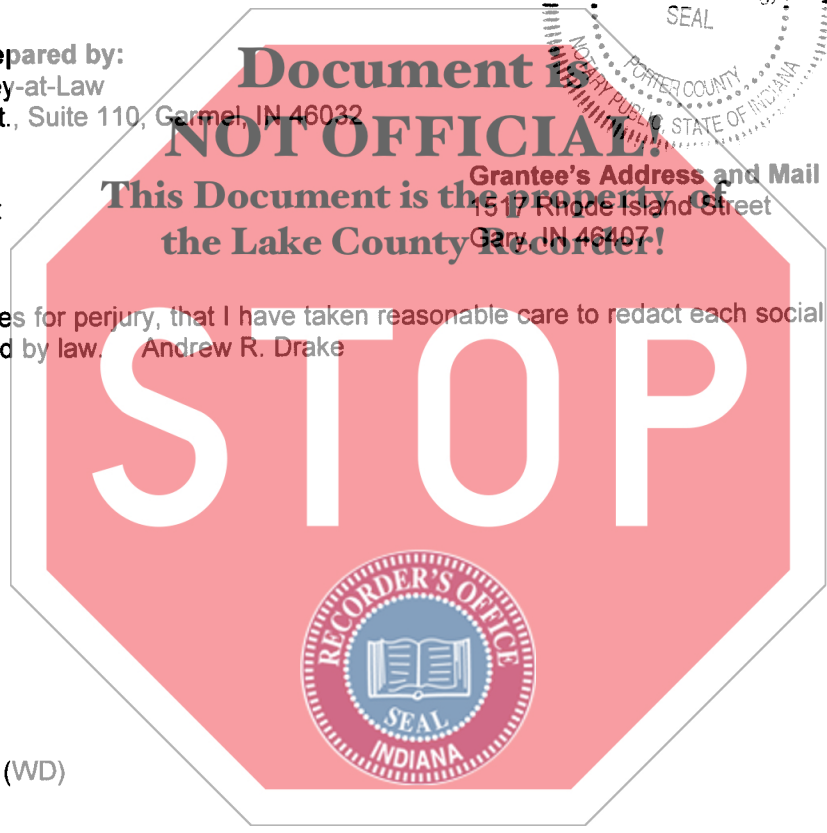 SEAL
PORTER COUNTY
NOTARY PUBLIC, STATE OF INDIANA
epared by:
ey-at-Law
t., Suite 110, Carmel, IN 46032
Document is
NOT OFFICIAL!
This Document is the property of
the Lake County Recorder!
Grantee's Address and Mail
1517 Rhode Island Street
Gary, IN 46407
:
es for perjury, that I have taken reasonable care to redact each social
d by law. Andrew R. Drake
STOP
RECORDER'S OFFICE
SEAL
INDIANA
(WD)